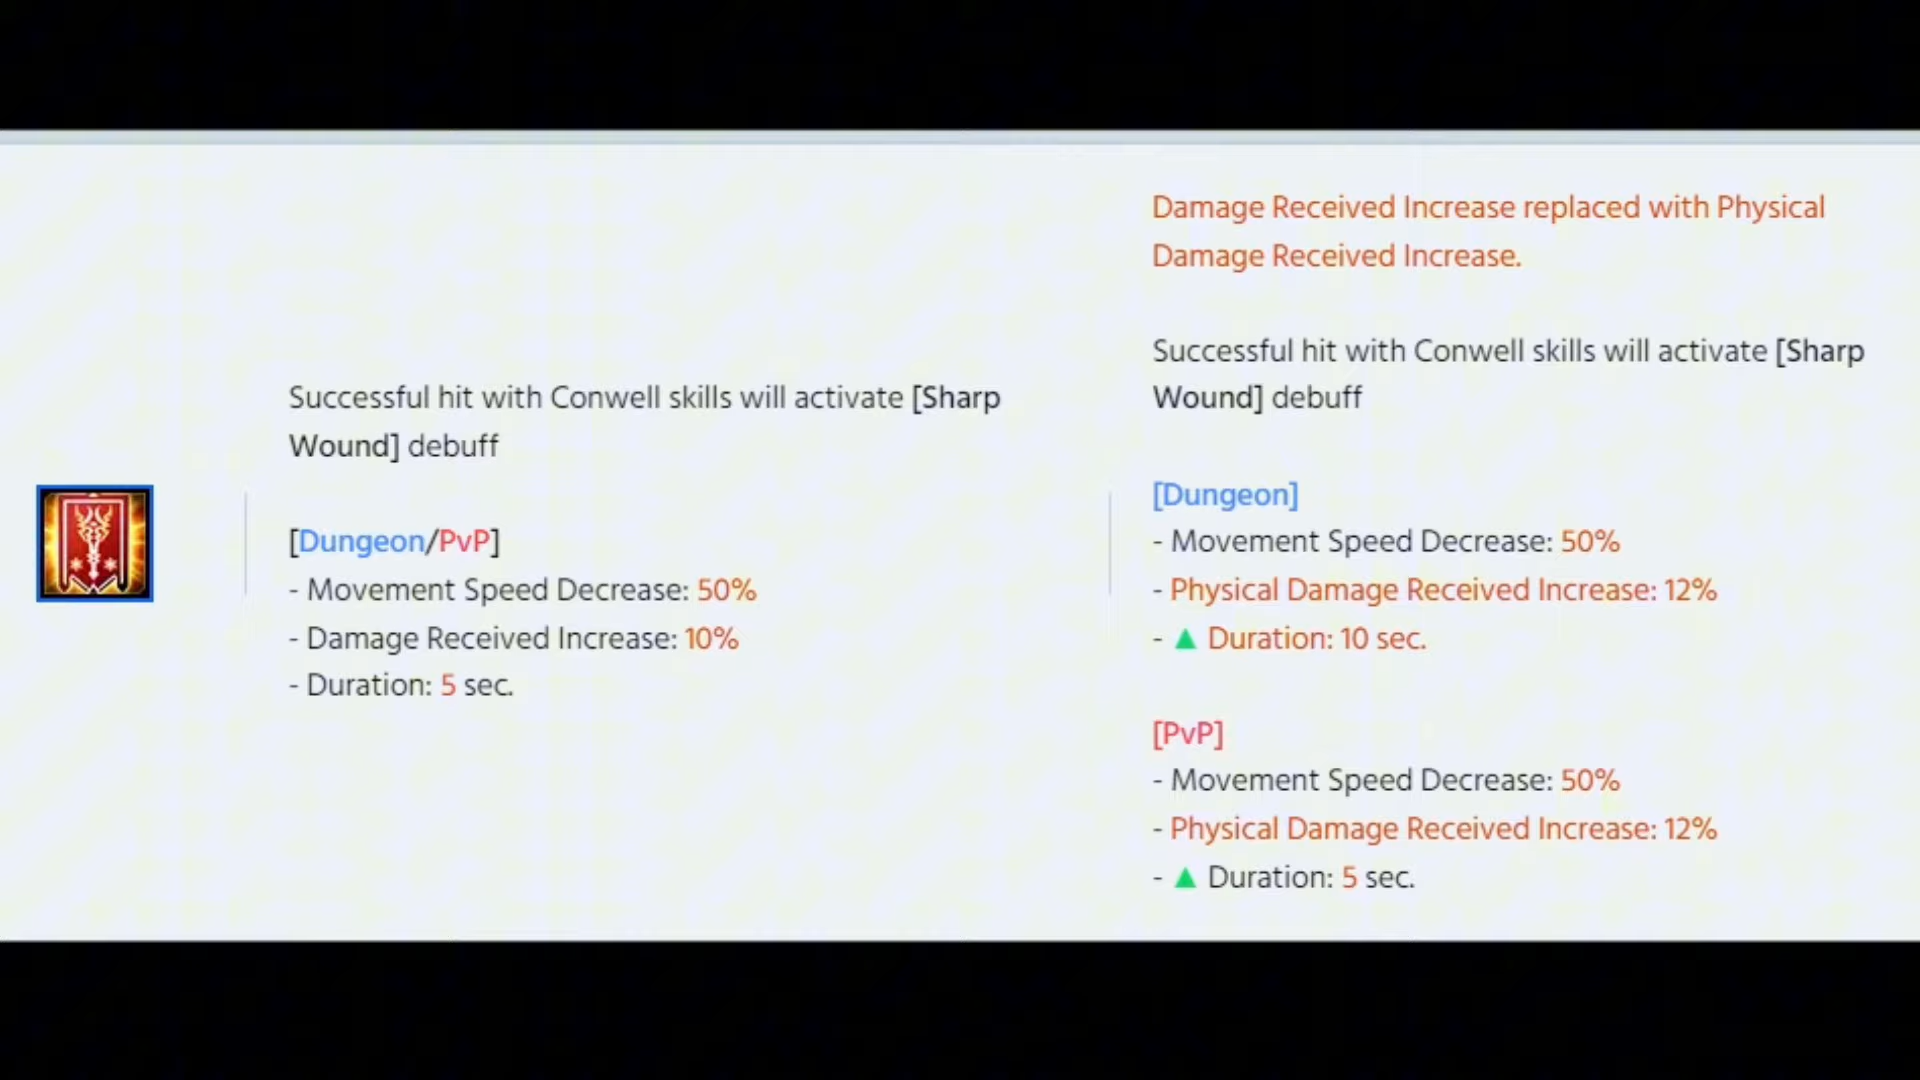 Successful hit with Conwell skills will activate [Sharp
Wound] debuff
[Dungeon/PvP]
- Movement Speed Decrease: 50%
- Damage Received Increase: 10%
- Duration: 5 sec.
Damage Received Increase replaced with Physical
Damage Received Increase.
Successful hit with Conwell skills will activate [Sharp
Wound] debuff
[Dungeon]
- Movement Speed Decrease: 50%
- Physical Damage Received Increase: 12%
- ▲ Duration: 10 sec.
[PvP]
- Movement Speed Decrease: 50%
- Physical Damage Received Increase: 12%
- ▲ Duration: 5 sec.